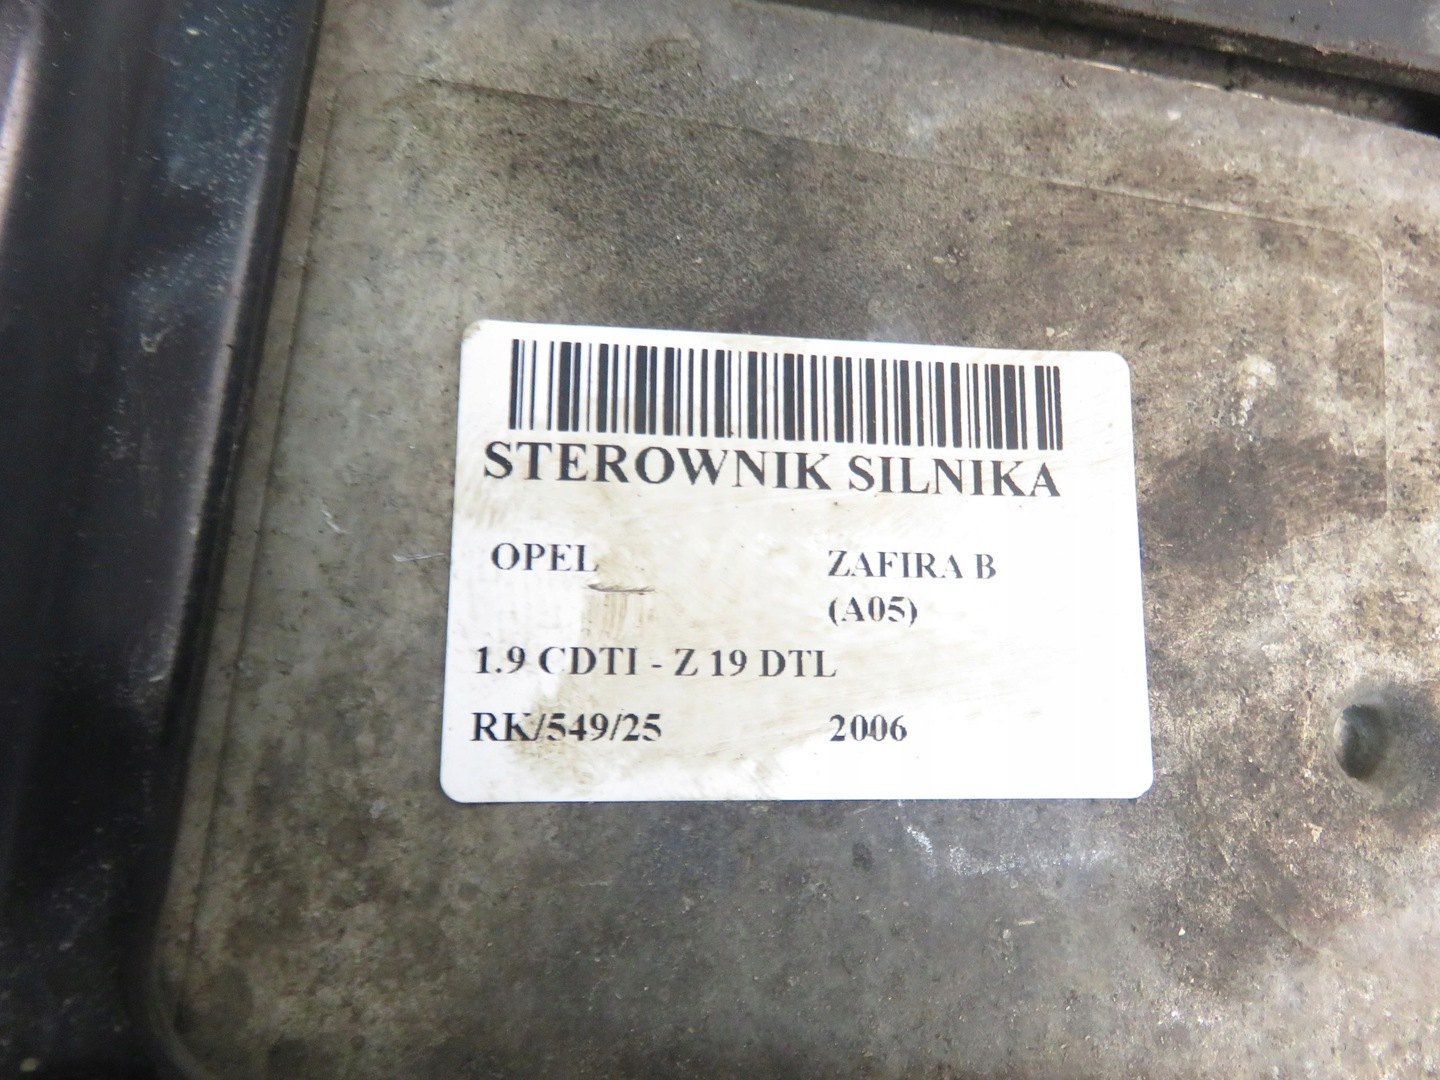 STEROWNIK SILNIKA
OPEL ZAFIRA B
(A05)
1.9 CDTI - Z 19 DTL
RK/549/25 2006